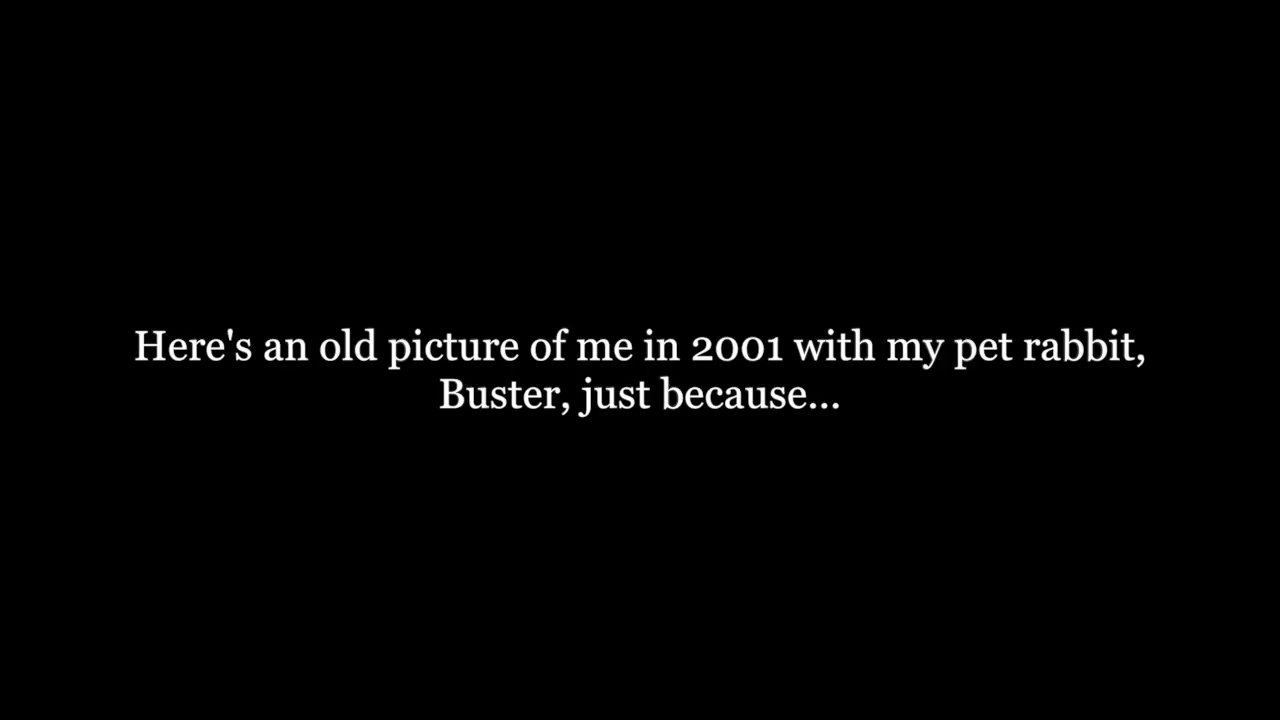 Here's an old picture of me in 2001 with my pet rabbit,
Buster, just because...